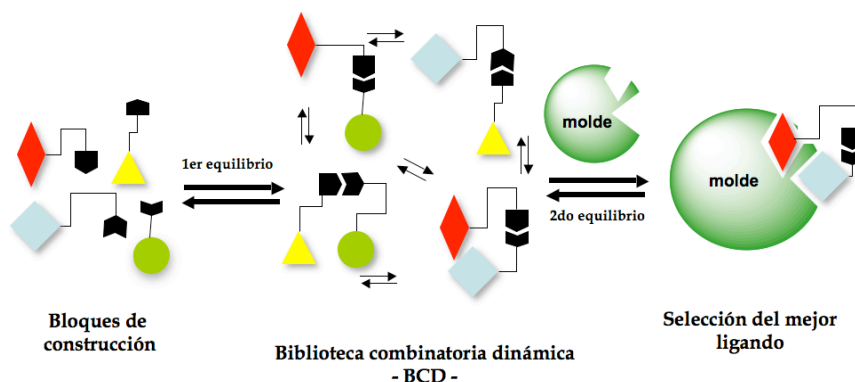 molde
1er equilibrio
molde
2do equilibrio
Bloques de
construcción
Biblioteca combinatoria dinámica
- BCD -
Selección del mejor
ligando